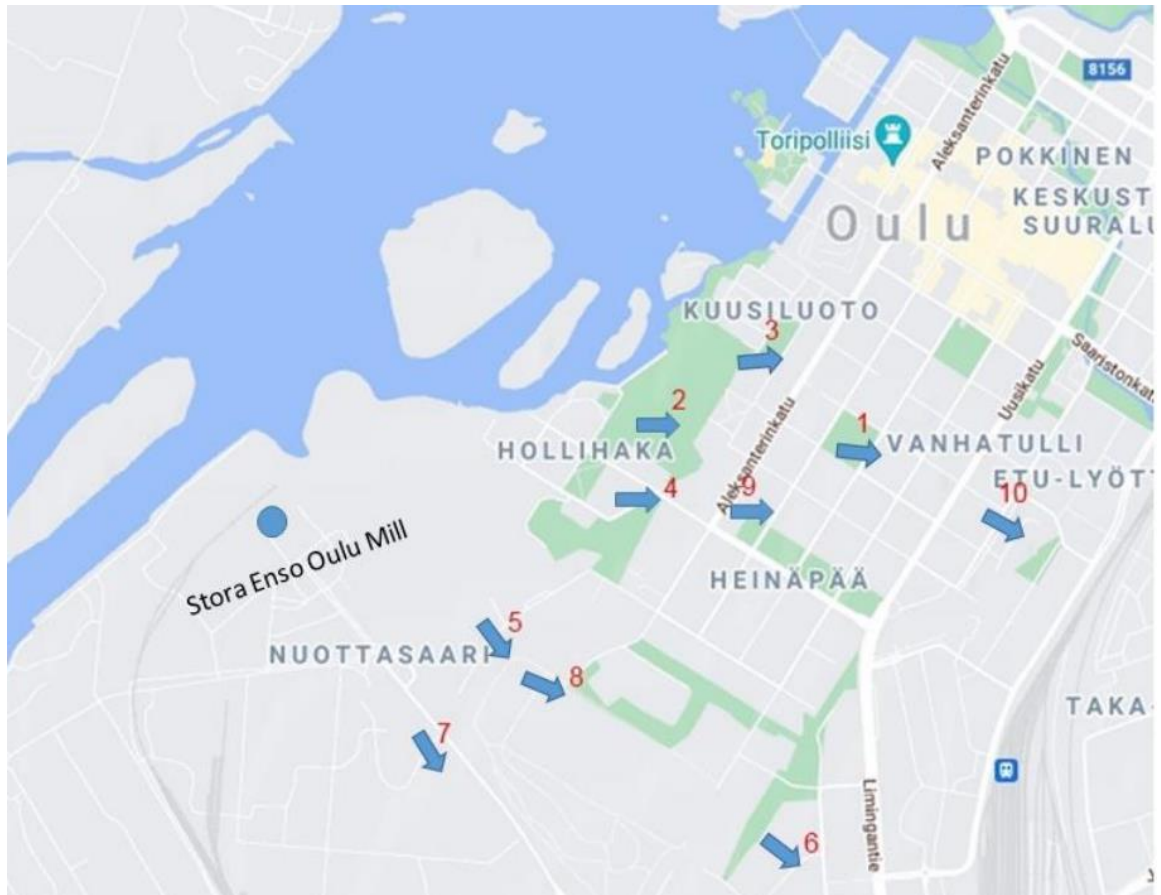 8156
Aleksanterinkatu
Toripolliisi
POKKINEN
KESKUST
SUURALU
Oulu
KUUSILUOTO
3
Saaristonkatu
Uusikatu
2
1
VANHATULLI
HOLLIHAKA
Aleksanterinkatu
ETU-LYÖTT
4
9
10
Stora Enso Oulu Mill
HEINÄPÄÄ
5
NUOTTASAARI
8
TAKA-
7
Limingantie
6